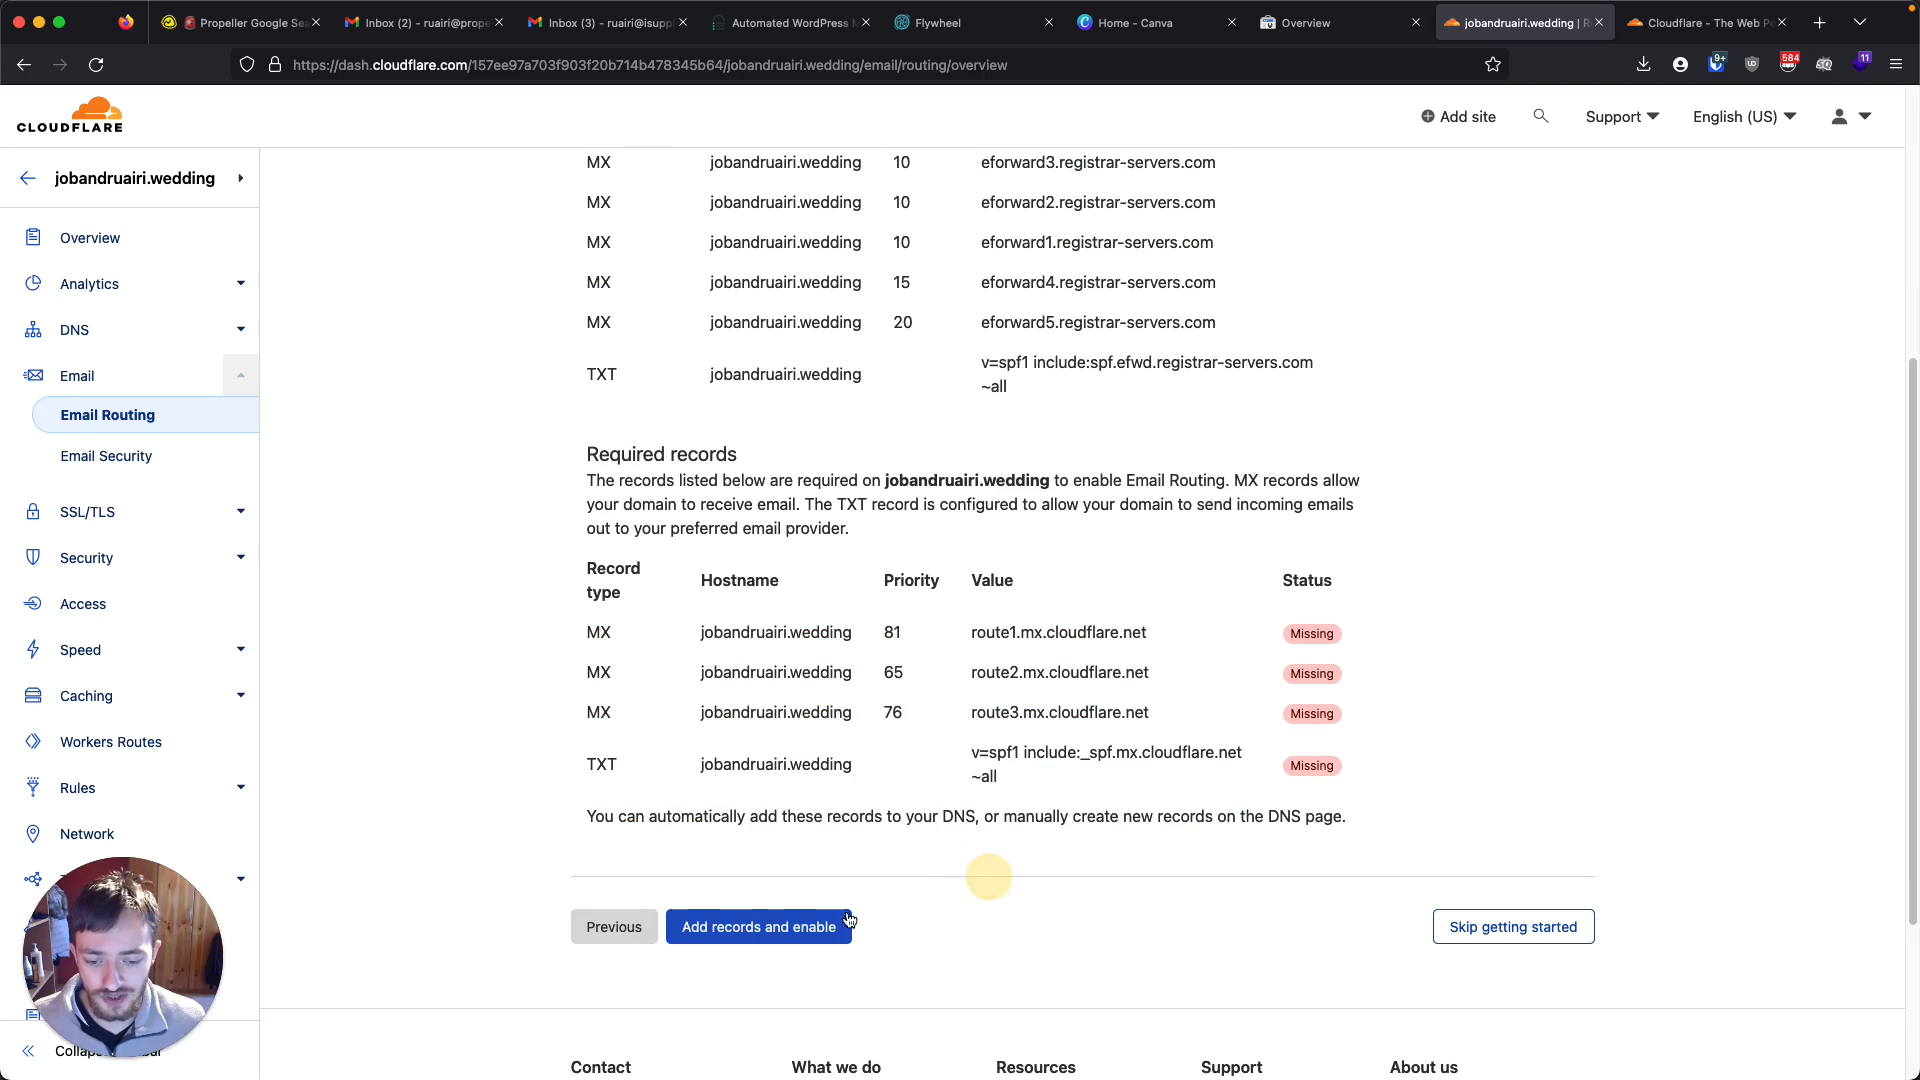 Propeller Google Sea
Inbox (2) - ruairi@prope
Inbox (3) - ruairi@isupp
Automated WordPress M
Flywheel
Home - Canva
Overview
jobandruairi.wedding | R
Cloudflare - The Web Pe
https://dash.cloudflare.com/157ee97a703f903f20b714b478345b64/jobandruairi.wedding/email/routing/overview
9+
584
11
CLOUDFLARE
Add site
Support
English (US)
jobandruairi.wedding
Overview
Analytics
DNS
Email
Email Routing
Email Security
SSL/TLS
Security
Access
Speed
Caching
Workers Routes
Rules
Network
MX jobandruairi.wedding 10 eforward3.registrar-servers.com
MX jobandruairi.wedding 10 eforward2.registrar-servers.com
MX jobandruairi.wedding 10 eforward1.registrar-servers.com
MX jobandruairi.wedding 15 eforward4.registrar-servers.com
MX jobandruairi.wedding 20 eforward5.registrar-servers.com
TXT jobandruairi.wedding v=spf1 include:spf.efwd.registrar-servers.com
~all
Required records
The records listed below are required on jobandruairi.wedding to enable Email Routing. MX records allow
your domain to receive email. The TXT record is configured to allow your domain to send incoming emails
out to your preferred email provider.
Record type Hostname Priority Value Status
MX jobandruairi.wedding 81 route1.mx.cloudflare.net Missing
MX jobandruairi.wedding 65 route2.mx.cloudflare.net Missing
MX jobandruairi.wedding 76 route3.mx.cloudflare.net Missing
TXT jobandruairi.wedding v=spf1 include:_spf.mx.cloudflare.net
~all Missing
You can automatically add these records to your DNS, or manually create new records on the DNS page.
Previous
Add records and enable
Skip getting started
Contact
What we do
Resources
Support
About us